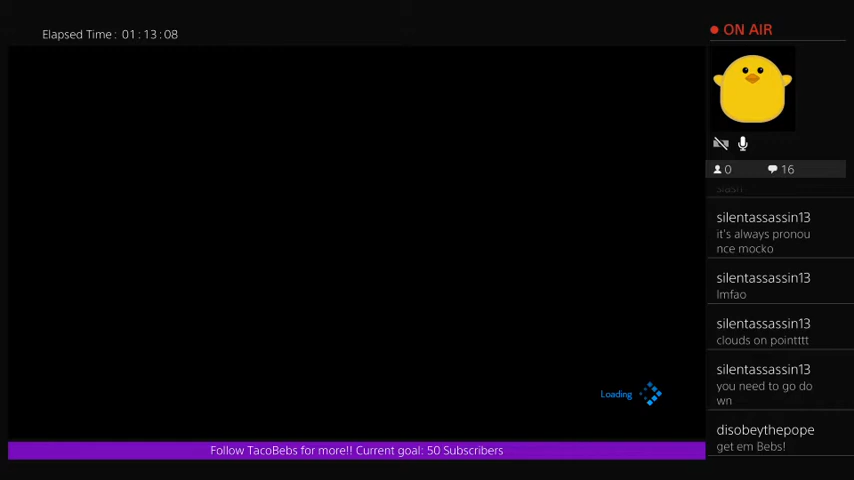 Elapsed Time : 01:13:08
ON AIR
0
16
slash
silentassassin13
it's always pronou
nce mocko
silentassassin13
lmfao
silentassassin13
clouds on pointttt
silentassassin13
you need to go do
wn
disobeythepope
get em Bebs!
Loading
Follow TacoBebs for more!! Current goal: 50 Subscribers